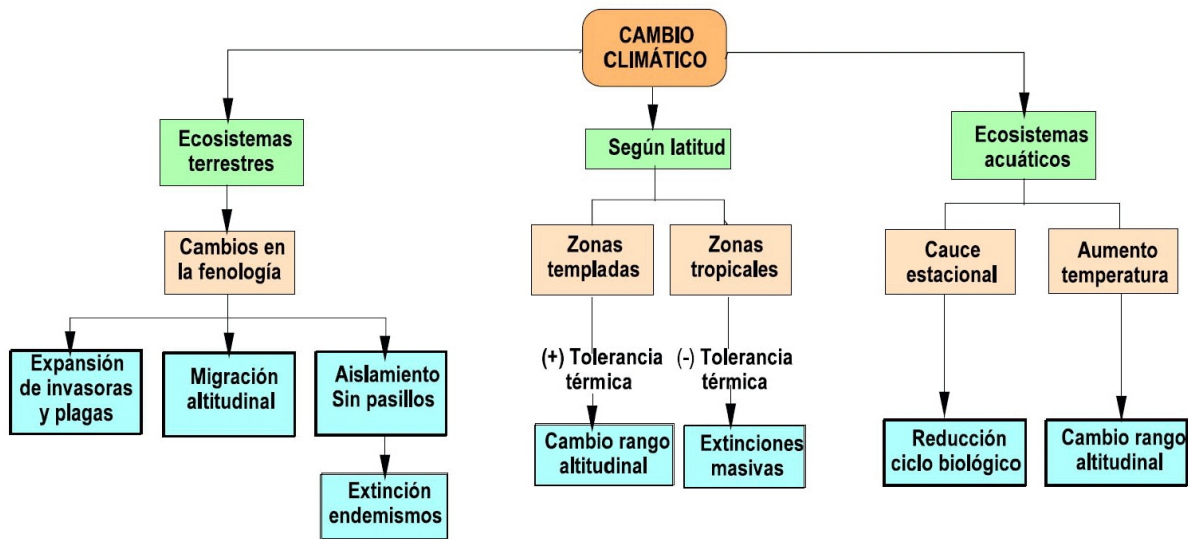 CAMBIO
CLIMÁTICO
Ecosistemas
terrestres
Según latitud
Ecosistemas
acuáticos
Cambios en
la fenología
Zonas
templadas
Zonas
tropicales
Cauce
estacional
Aumento
temperatura
Expansión
de invasoras
y plagas
Migración
altitudinal
Aislamiento
Sin pasillos
(+) Tolerancia
térmica
(-) Tolerancia
térmica
Extinción
endemismos
Cambio rango
altitudinal
Extinciones
masivas
Reducción
ciclo biológico
Cambio rango
altitudinal